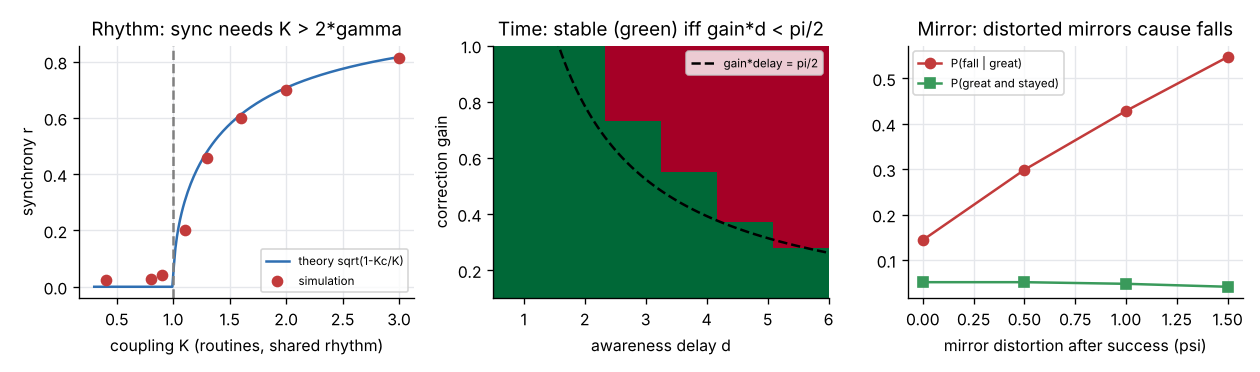 Rhythm: sync needs K > 2*gamma
0.8
0.6
0.4
0.2
0.0
synchrony r
theory sqrt(1-Kc/K)
simulation
0.5 1.0 1.5 2.0 2.5 3.0
coupling K (routines, shared rhythm)
Time: stable (green) iff gain*d < pi/2
1.0
0.8
0.6
0.4
0.2
correction gain
gain*delay = pi/2
1 2 3 4 5 6
awareness delay d
Mirror: distorted mirrors cause falls
P(fall | great)
P(great and stayed)
0.5
0.4
0.3
0.2
0.1
0.00 0.25 0.50 0.75 1.00 1.25 1.50
mirror distortion after success (psi)